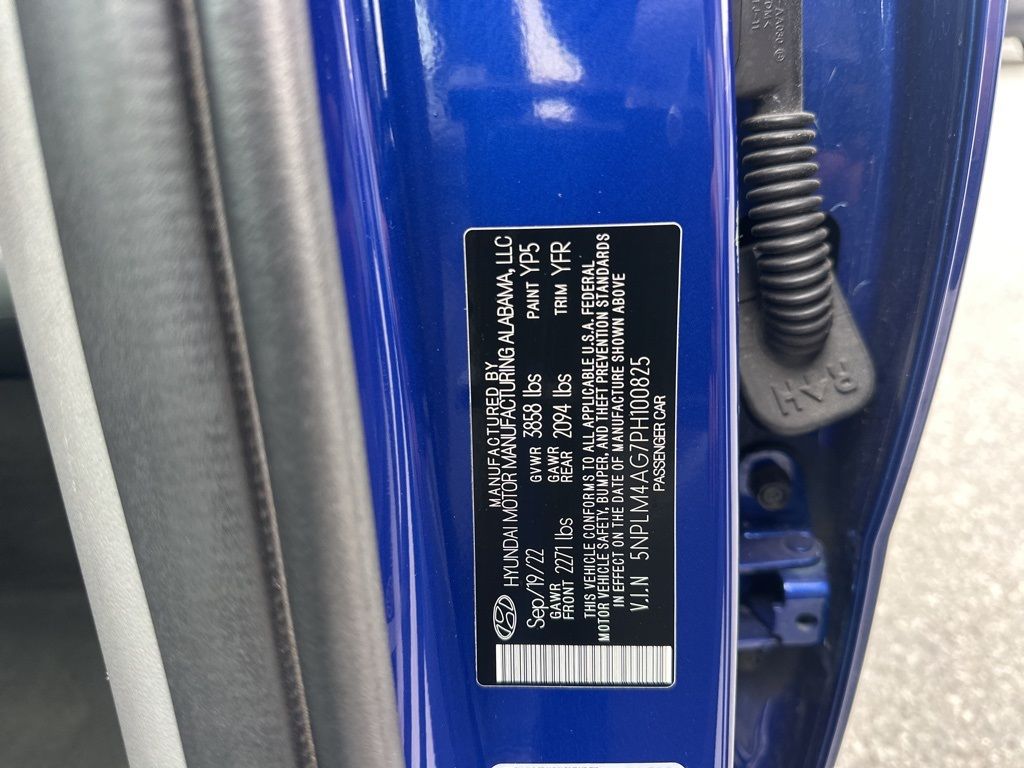 MANUFACTURED BY
HYUNDAI MOTOR MANUFACTURING ALABAMA, LLC
Sep/19/22 GVWR 3858 lbs PAINT YP5
GAWR FRONT 2271 lbs GAWR REAR 2094 lbs TRIM YFR
THIS VEHICLE CONFORMS TO ALL APPLICABLE U.S.A. FEDERAL
MOTOR VEHICLE SAFETY, BUMPER, AND THEFT PREVENTION STANDARDS
IN EFFECT ON THE DATE OF MANUFACTURE SHOWN ABOVE
V.I.N 5NPLM4AG7PH100825
PASSENGER CAR
RAH